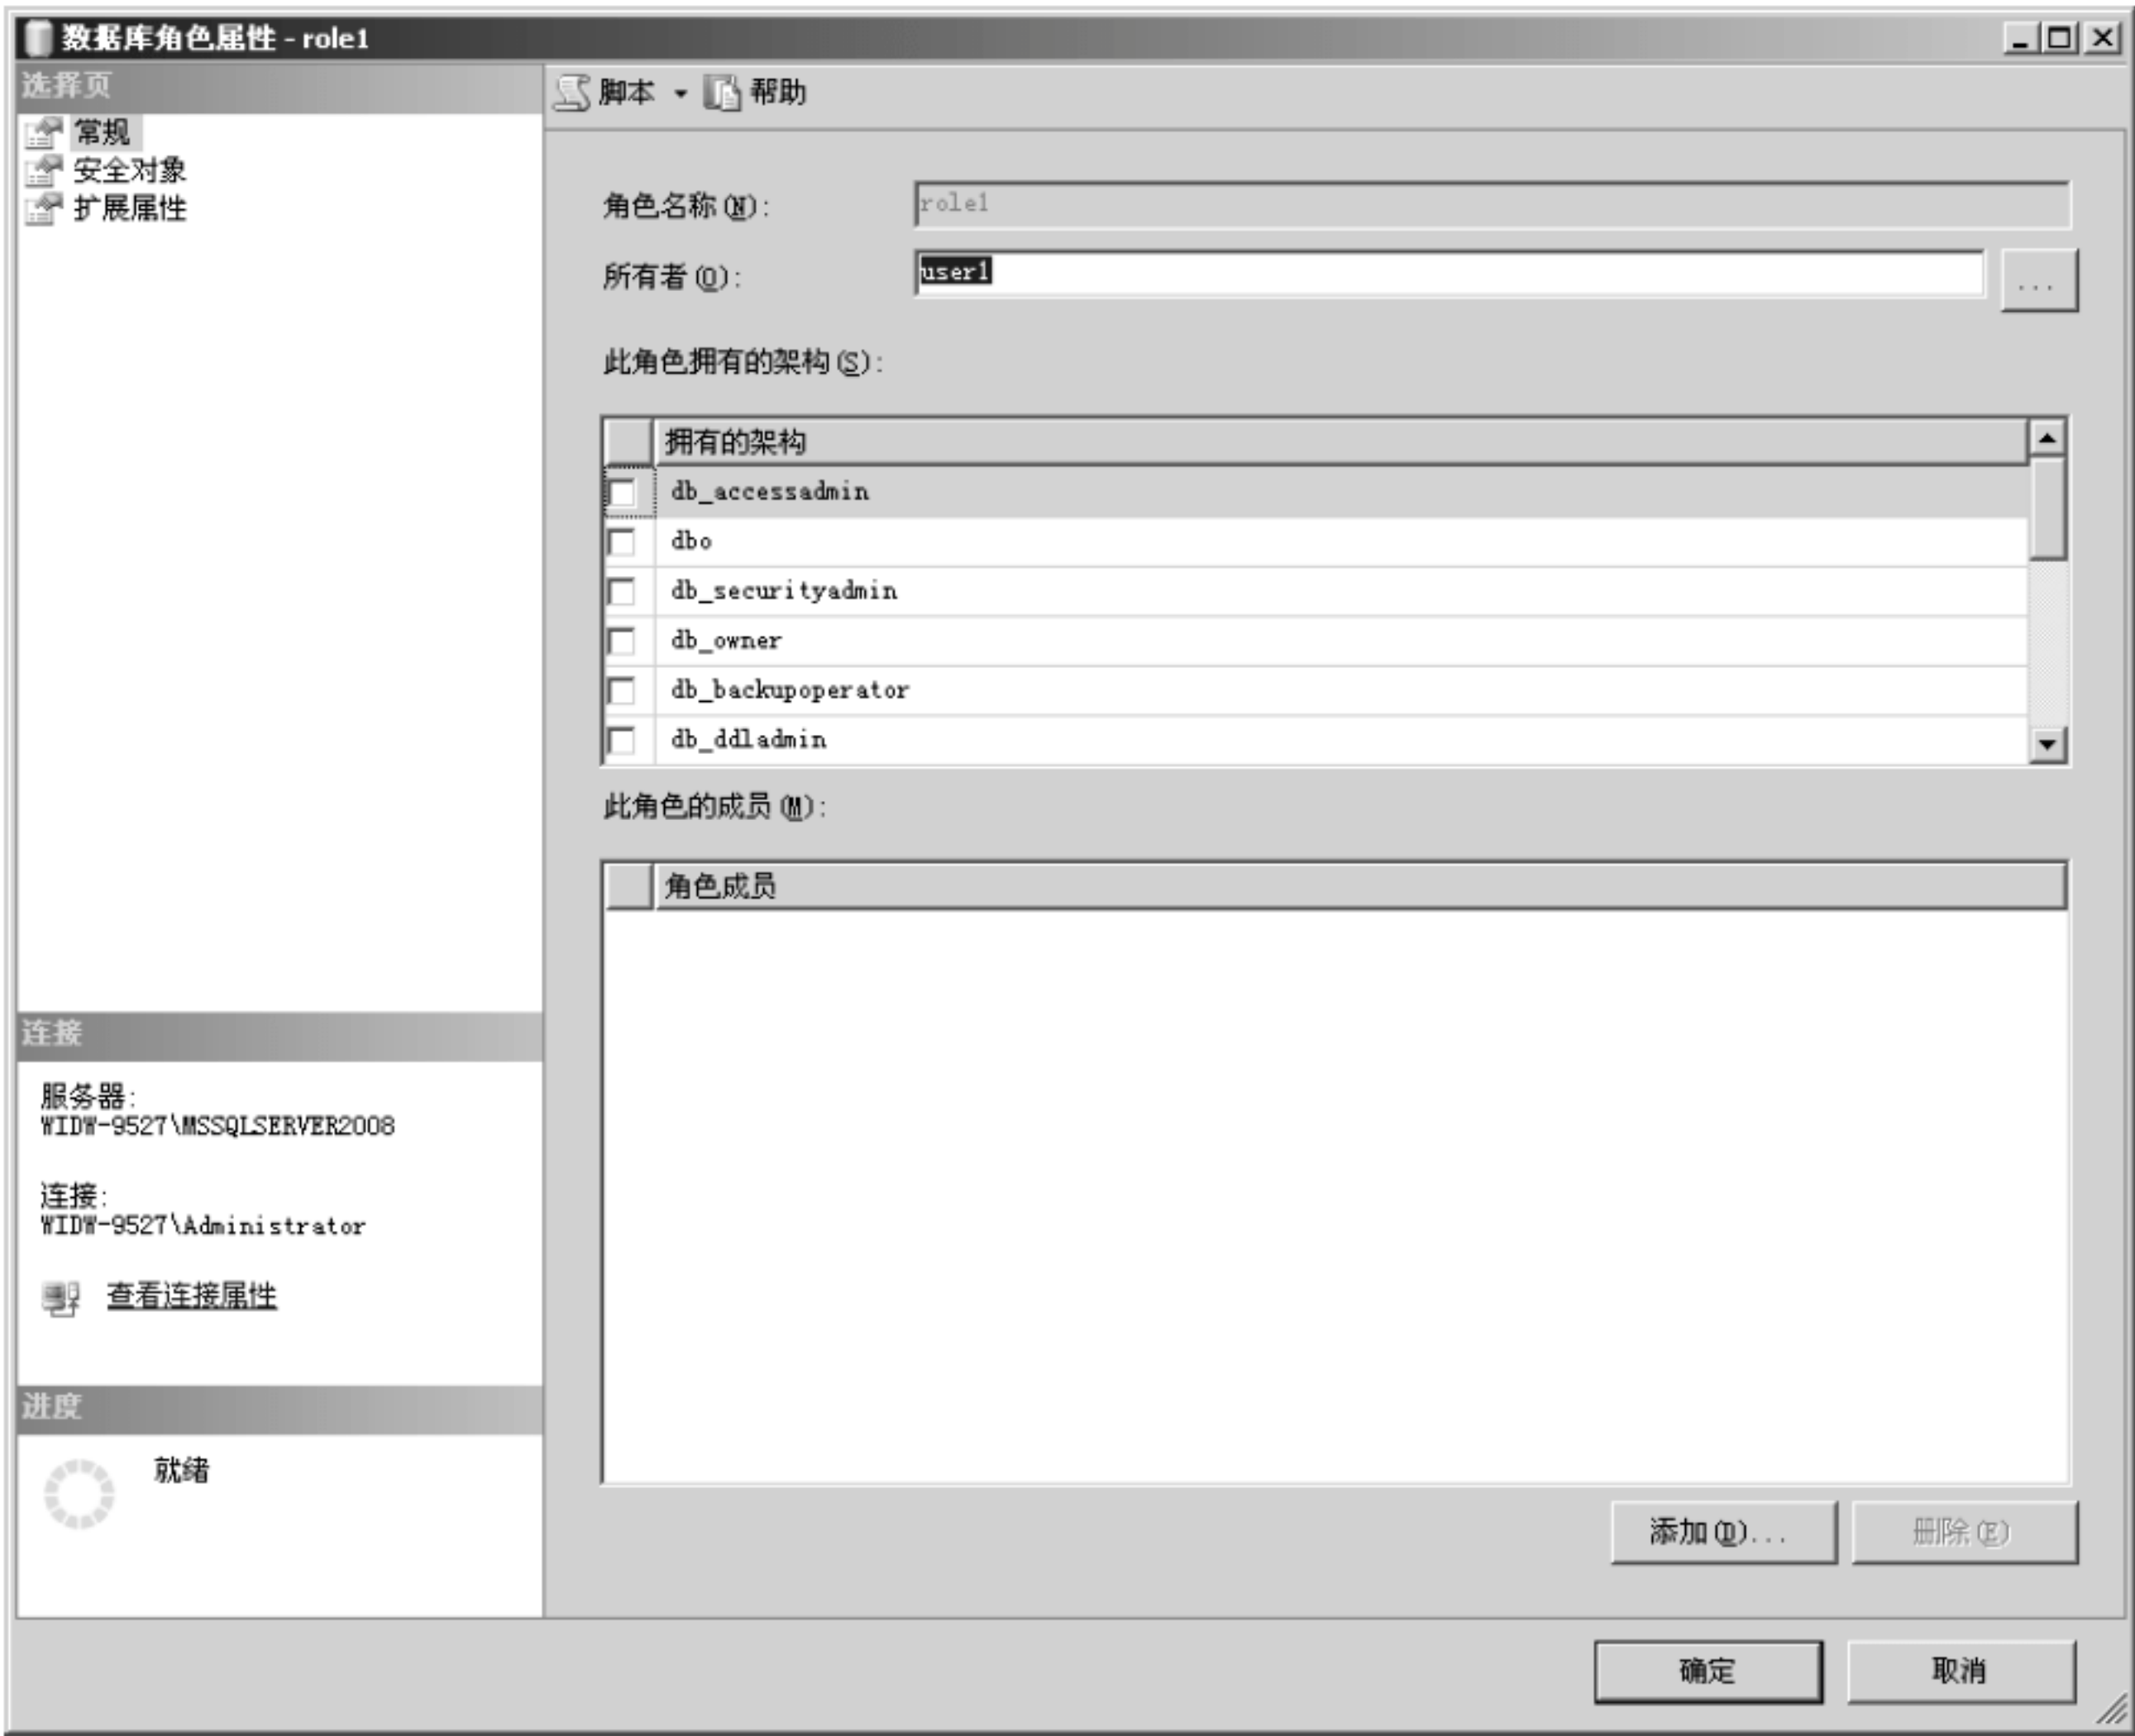 数据库角色属性 - role1
选择页
常规
安全对象
扩展属性
脚本 帮助
角色名称(N):
role1
所有者(O):
user1
...
此角色拥有的架构(S):
拥有的架构
db_accessadmin
dbo
db_securityadmin
db_owner
db_backupoperator
db_ddladmin
此角色的成员(M):
角色成员
连接
服务器:
WIDW-9527\MSSQLSERVER2008
连接:
WIDW-9527\Administrator
查看连接属性
进度
就绪
添加(D)... 删除(E)
确定 取消